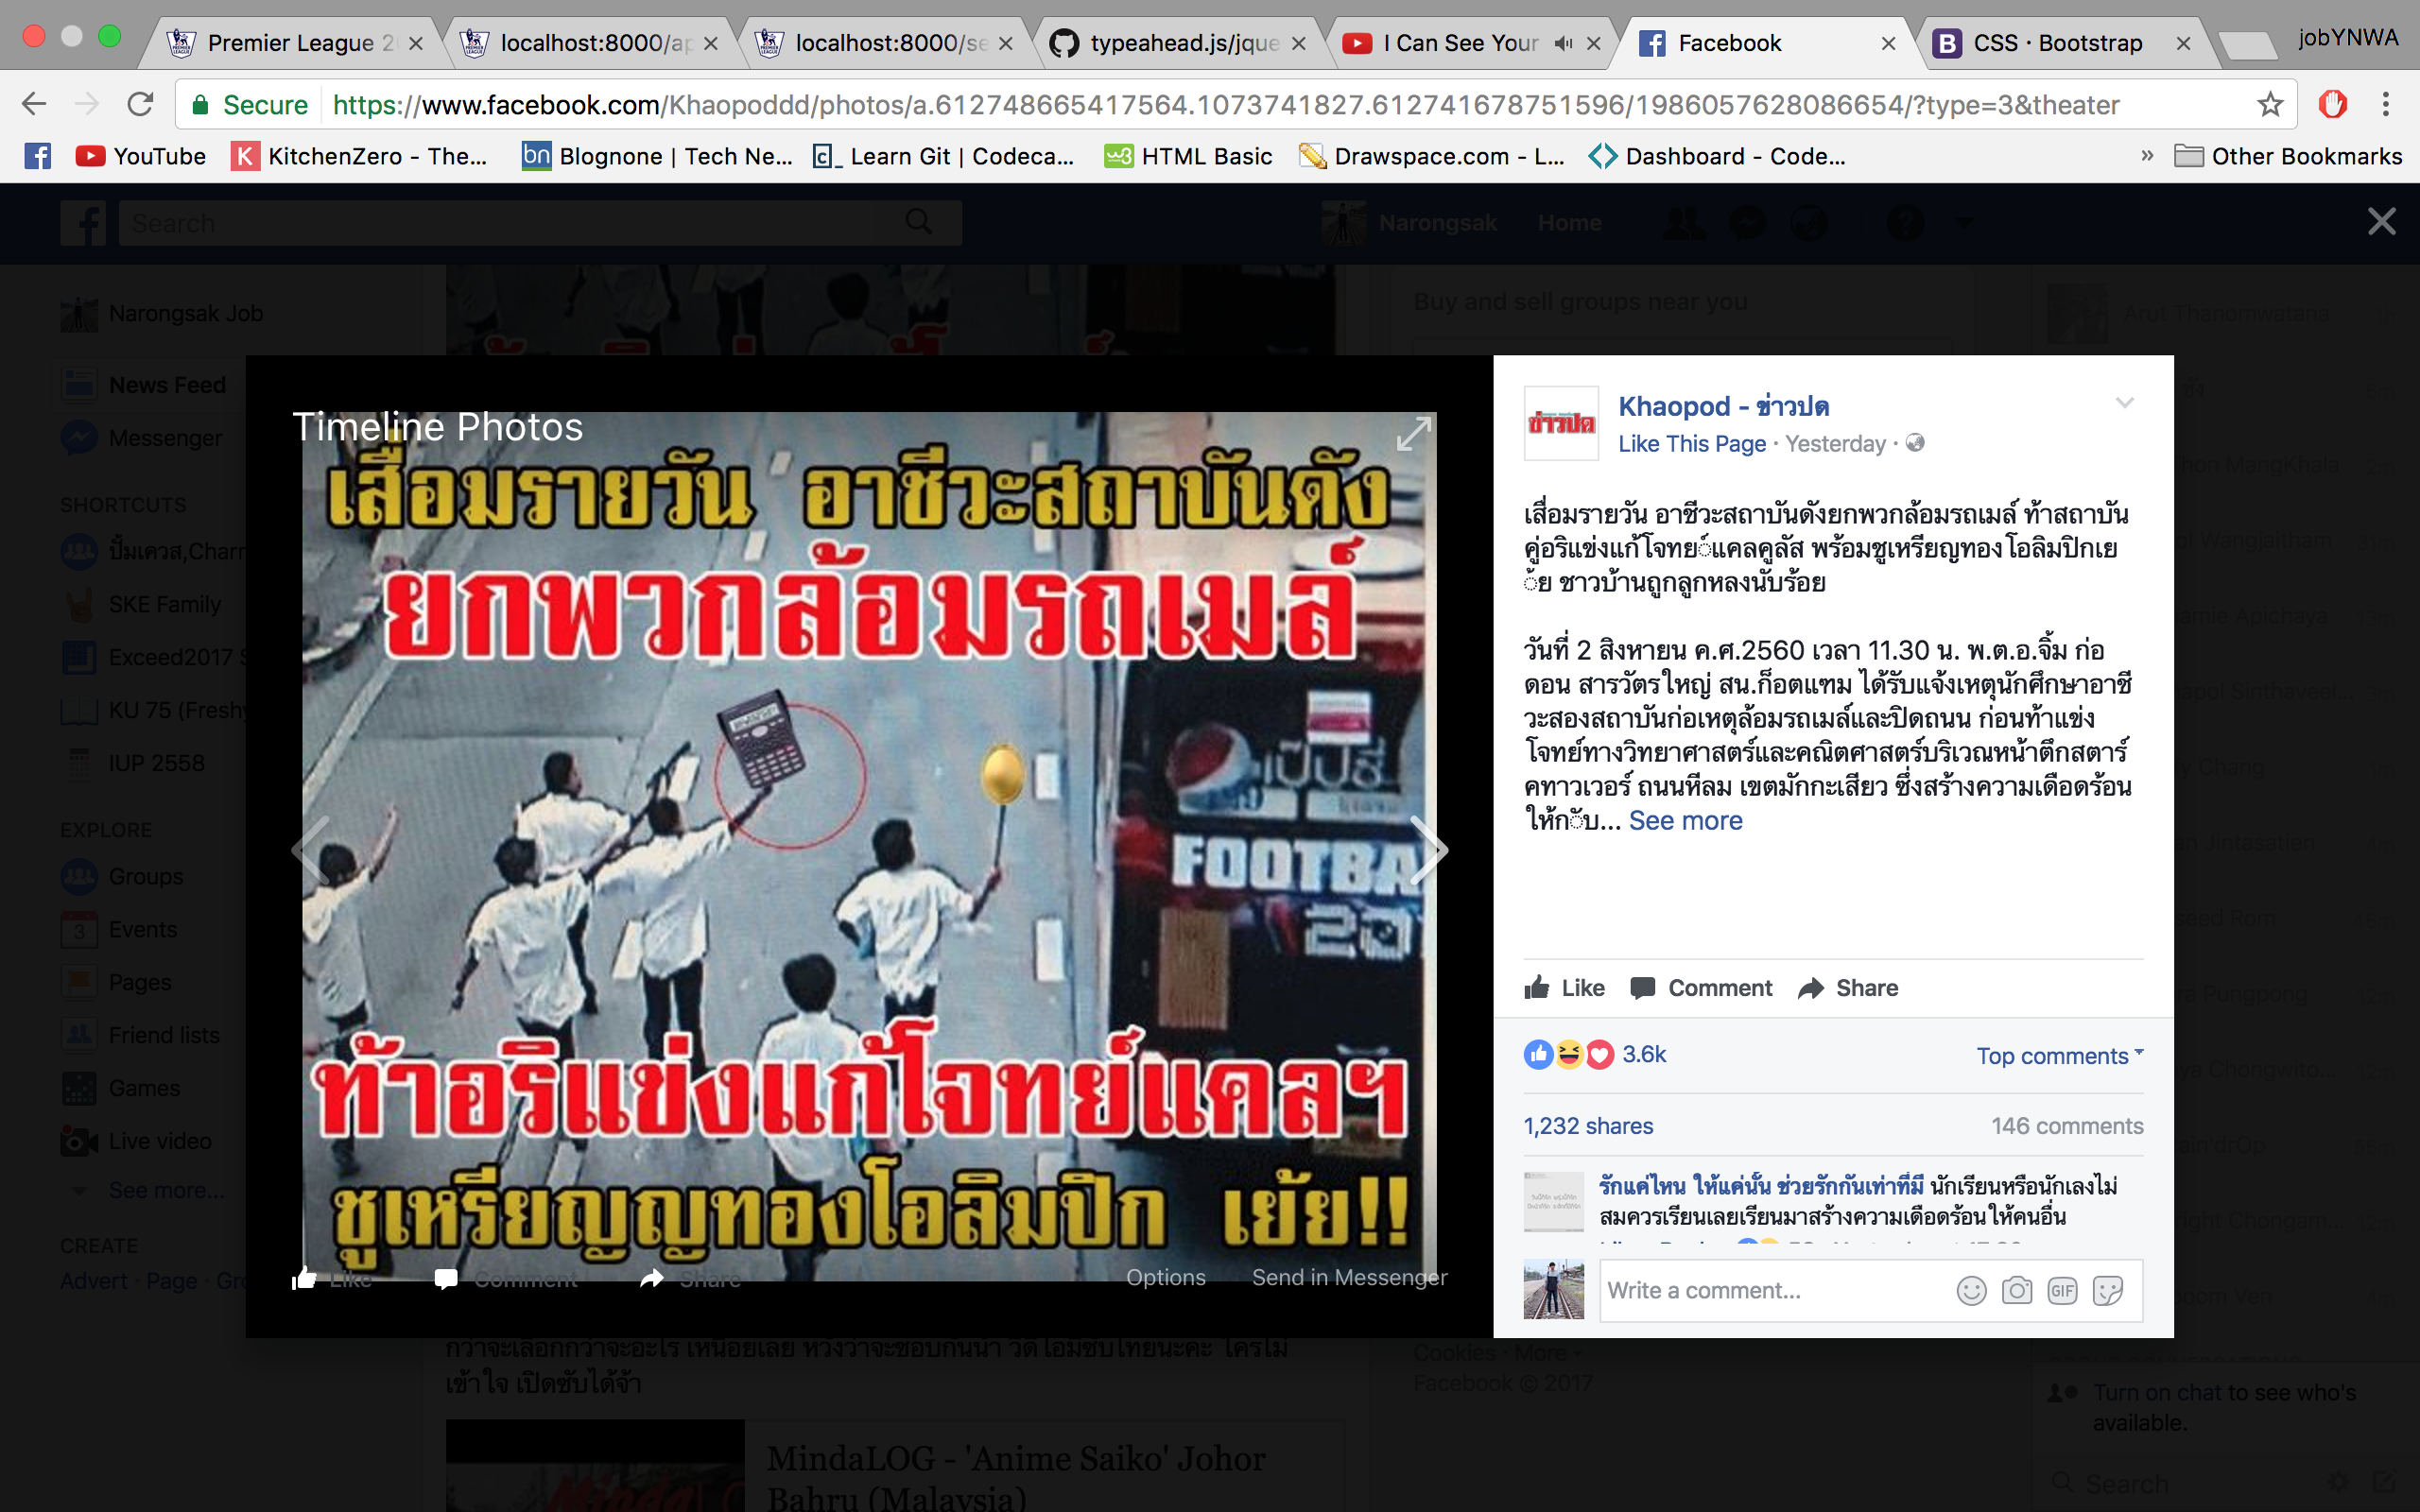 Premier League 2
localhost:8000/ap
localhost:8000/se
typeahead.js/jque
I Can See Your
Facebook
CSS · Bootstrap
jobYNWA
Secure
https://www.facebook.com/Khaopoddd/photos/a.612748665417564.1073741827.612741678751596/1986057628086654/?type=3&theater
YouTube
KitchenZero - The...
Blognone | Tech Ne...
Learn Git | Codeca...
HTML Basic
Drawspace.com - L...
Dashboard - Code...
»
Other Bookmarks
Search
Narongsak
Home
Narongsak Job
News Feed
Messenger
SHORTCUTS
ปั้มเควส,Charr
SKE Family
Exceed2017 S
KU 75 (Freshy
IUP 2558
EXPLORE
Groups
Events
Pages
Friend lists
Games
Live video
See more...
CREATE
Advert · Page · Gro
Buy and sell groups near you
Arut Thanomwatana
Timeline Photos
เสื่อมรายวัน อาชีวะสถาบันดัง
ยกพวกล้อมรถเมล์
เป๊ปซี่
FOOTBA
ท้าอริแข่งแก้โจทย์แคลฯ
ชูเหรียญญทองโอลิมปิก เย้ย!!
Like
Comment
Share
Options
Send in Messenger
Khaopod - ข่าวปด
Like This Page · Yesterday ·
เสื่อมรายวัน อาชีวะสถาบันดังยกพวกล้อมรถเมล์ ท้าสถาบัน
คู่อริแข่งแก้โจทย์แคลคูลัส พร้อมชูเหรียญทองโอลิมปิกเย
้ย ชาวบ้านถูกลูกหลงนับร้อย
วันที่ 2 สิงหายน ค.ศ.2560 เวลา 11.30 น. พ.ต.อ.จิ้ม ก่อ
ดอน สารวัตรใหญ่ สน.ก็อตแฑม ได้รับแจ้งเหตุนักศึกษาอาชี
วะสองสถาบันก่อเหตุล้อมรถเมล์และปิดถนน ก่อนท้าแข่ง
โจทย์ทางวิทยาศาสตร์และคณิตศาสตร์บริเวณหน้าตึกสตาร์
คทาวเวอร์ ถนนหีลม เขตมักกะเสียว ซึ่งสร้างความเดือดร้อน
ให้กับ... See more
Like
Comment
Share
3.6k
Top comments
1,232 shares
146 comments
รักแค่ไหน ให้แค่นั้น ช่วยรักกันเท่าที่มี นักเรียนหรือนักเลงไม่
สมควรเรียนเลยเรียนมาสร้างความเดือดร้อนให้คนอื่น
Write a comment...
GIF
กว่าจะเลือกกว่าจะอะไร เหนื่อยเลย หวังว่าจะชอบกันน้า วีดีโอมีซับไทยนะคะ ใครไม่
เข้าใจ เปิดซับได้จ้า
MindaLOG - 'Anime Saiko' Johor
Bahru (Malaysia)
Cookies · More
Facebook © 2017
Turn on chat to see who's
available.
Search